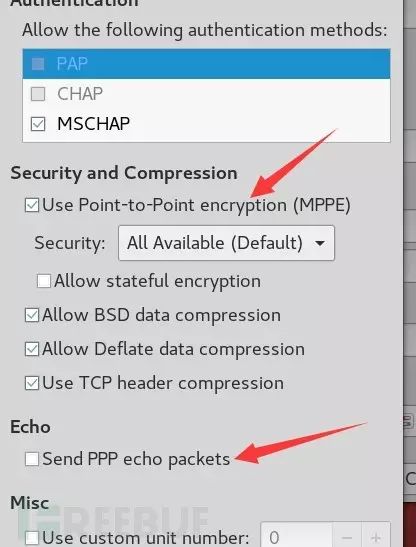 Authentication
Allow the following authentication methods:
PAP
CHAP
MSCHAP
Security and Compression
Use Point-to-Point encryption (MPPE)
Security: All Available (Default)
Allow stateful encryption
Allow BSD data compression
Allow Deflate data compression
Use TCP header compression
Echo
Send PPP echo packets
Misc
REEBUF
Use custom unit number: 0 - +